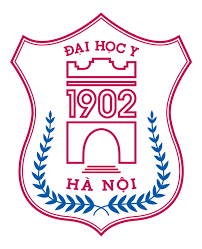 ĐẠI HỌC Y
1902
HÀ NỘI